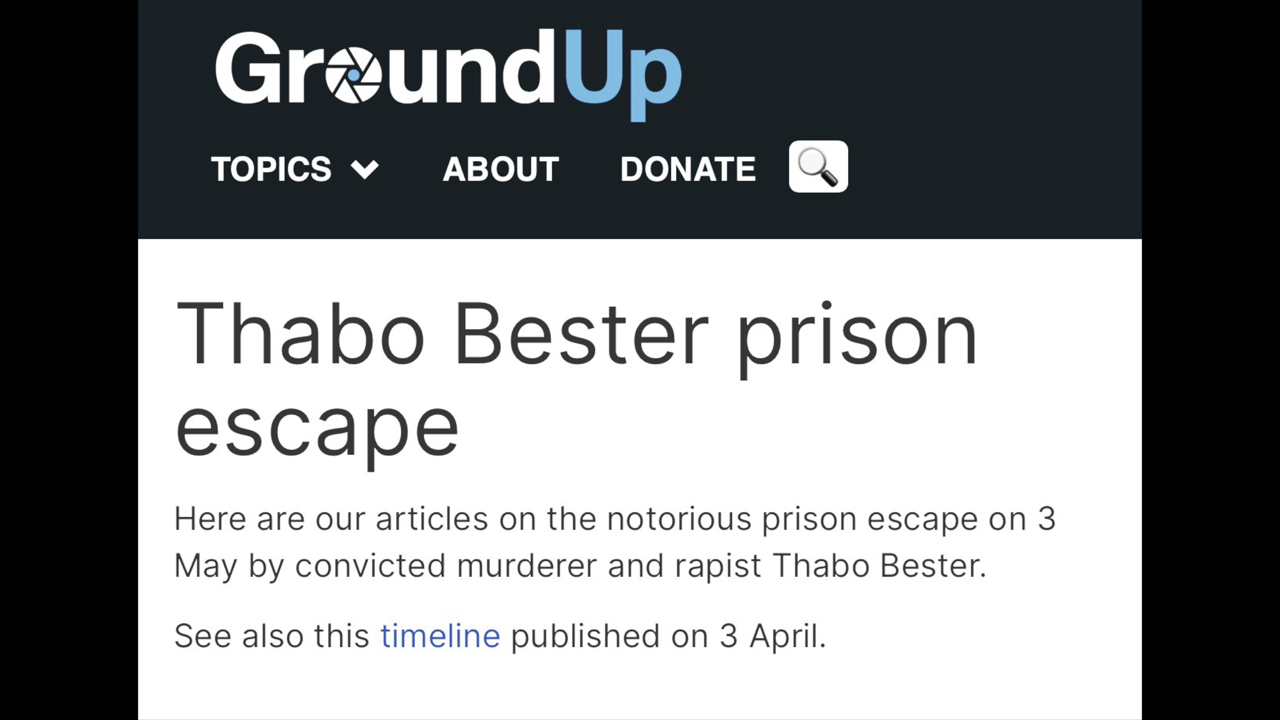 GroundUp
TOPICS ABOUT DONATE
Thabo Bester prison
escape
Here are our articles on the notorious prison escape on 3
May by convicted murderer and rapist Thabo Bester.
See also this timeline published on 3 April.